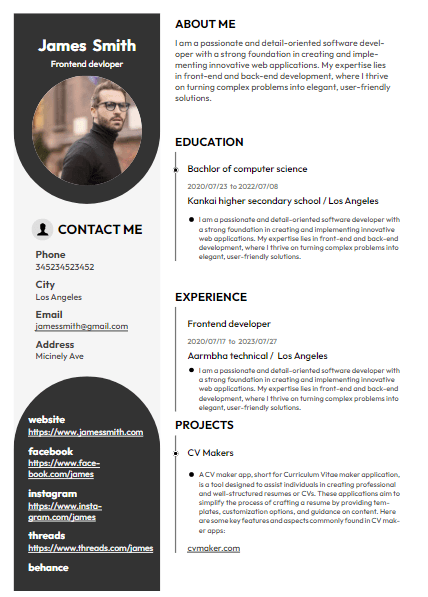 James Smith
Frontend devloper
CONTACT ME
Phone
345234523452
City
Los Angeles
Email
jamessmith@gmail.com
Address
Micinely Ave
website
https://www.jamessmith.com
facebook
https://www.face-
book.com/james
instagram
https://www.insta-
gram.com/james
threads
https://www.threads.com/james
behance
ABOUT ME
I am a passionate and detail-oriented software devel-
oper with a strong foundation in creating and imple-
menting innovative web applications. My expertise lies
in front-end and back-end development, where I thrive
on turning complex problems into elegant, user-friendly
solutions.
EDUCATION
Bachlor of computer science
2020/07/23 to 2022/07/08
Kankai higher secondary school / Los Angeles
I am a passionate and detail-oriented software developer with
a strong foundation in creating and implementing innovative
web applications. My expertise lies in front-end and back-end
development, where I thrive on turning complex problems into
elegant, user-friendly solutions.
EXPERIENCE
Frontend developer
2020/07/17 to 2023/07/27
Aarmbha technical / Los Angeles
I am a passionate and detail-oriented software developer with
a strong foundation in creating and implementing innovative
web applications. My expertise lies in front-end and back-end
development, where I thrive on turning complex problems into
elegant, user-friendly solutions.
PROJECTS
CV Makers
A CV maker app, short for Curriculum Vitae maker application,
is a tool designed to assist individuals in creating professional
and well-structured resumes or CVs. These applications aim to
simplify the process of crafting a resume by providing tem-
plates, customization options, and guidance on content. Here
are some key features and aspects commonly found in CV mak-
er apps:
cvmaker.com